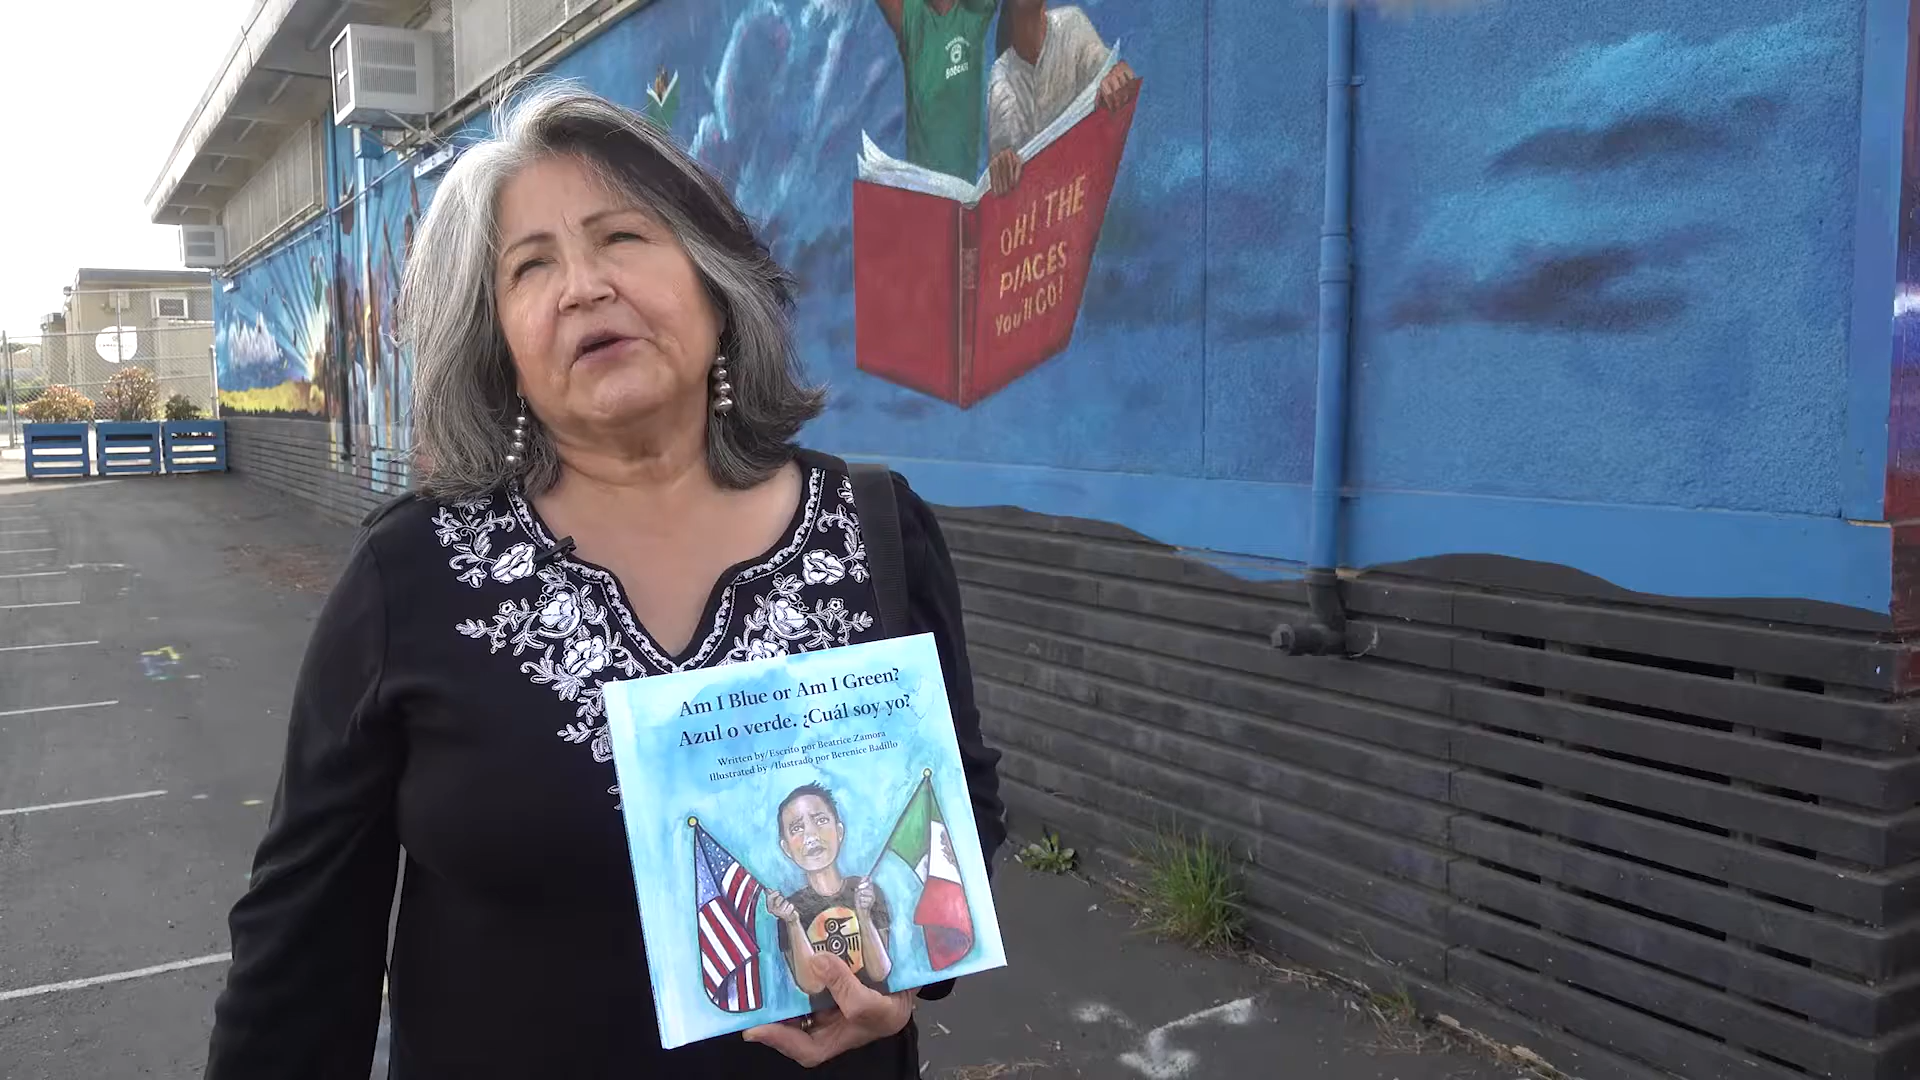 OH! THE
PlACES
You'll GO!
Am I Blue or Am I Green?
Azul o verde. ¿Cuál soy yo?
Written by/Escrito por Beatrice Zamora
Illustrated by /Ilustrado por Berenice Badillo